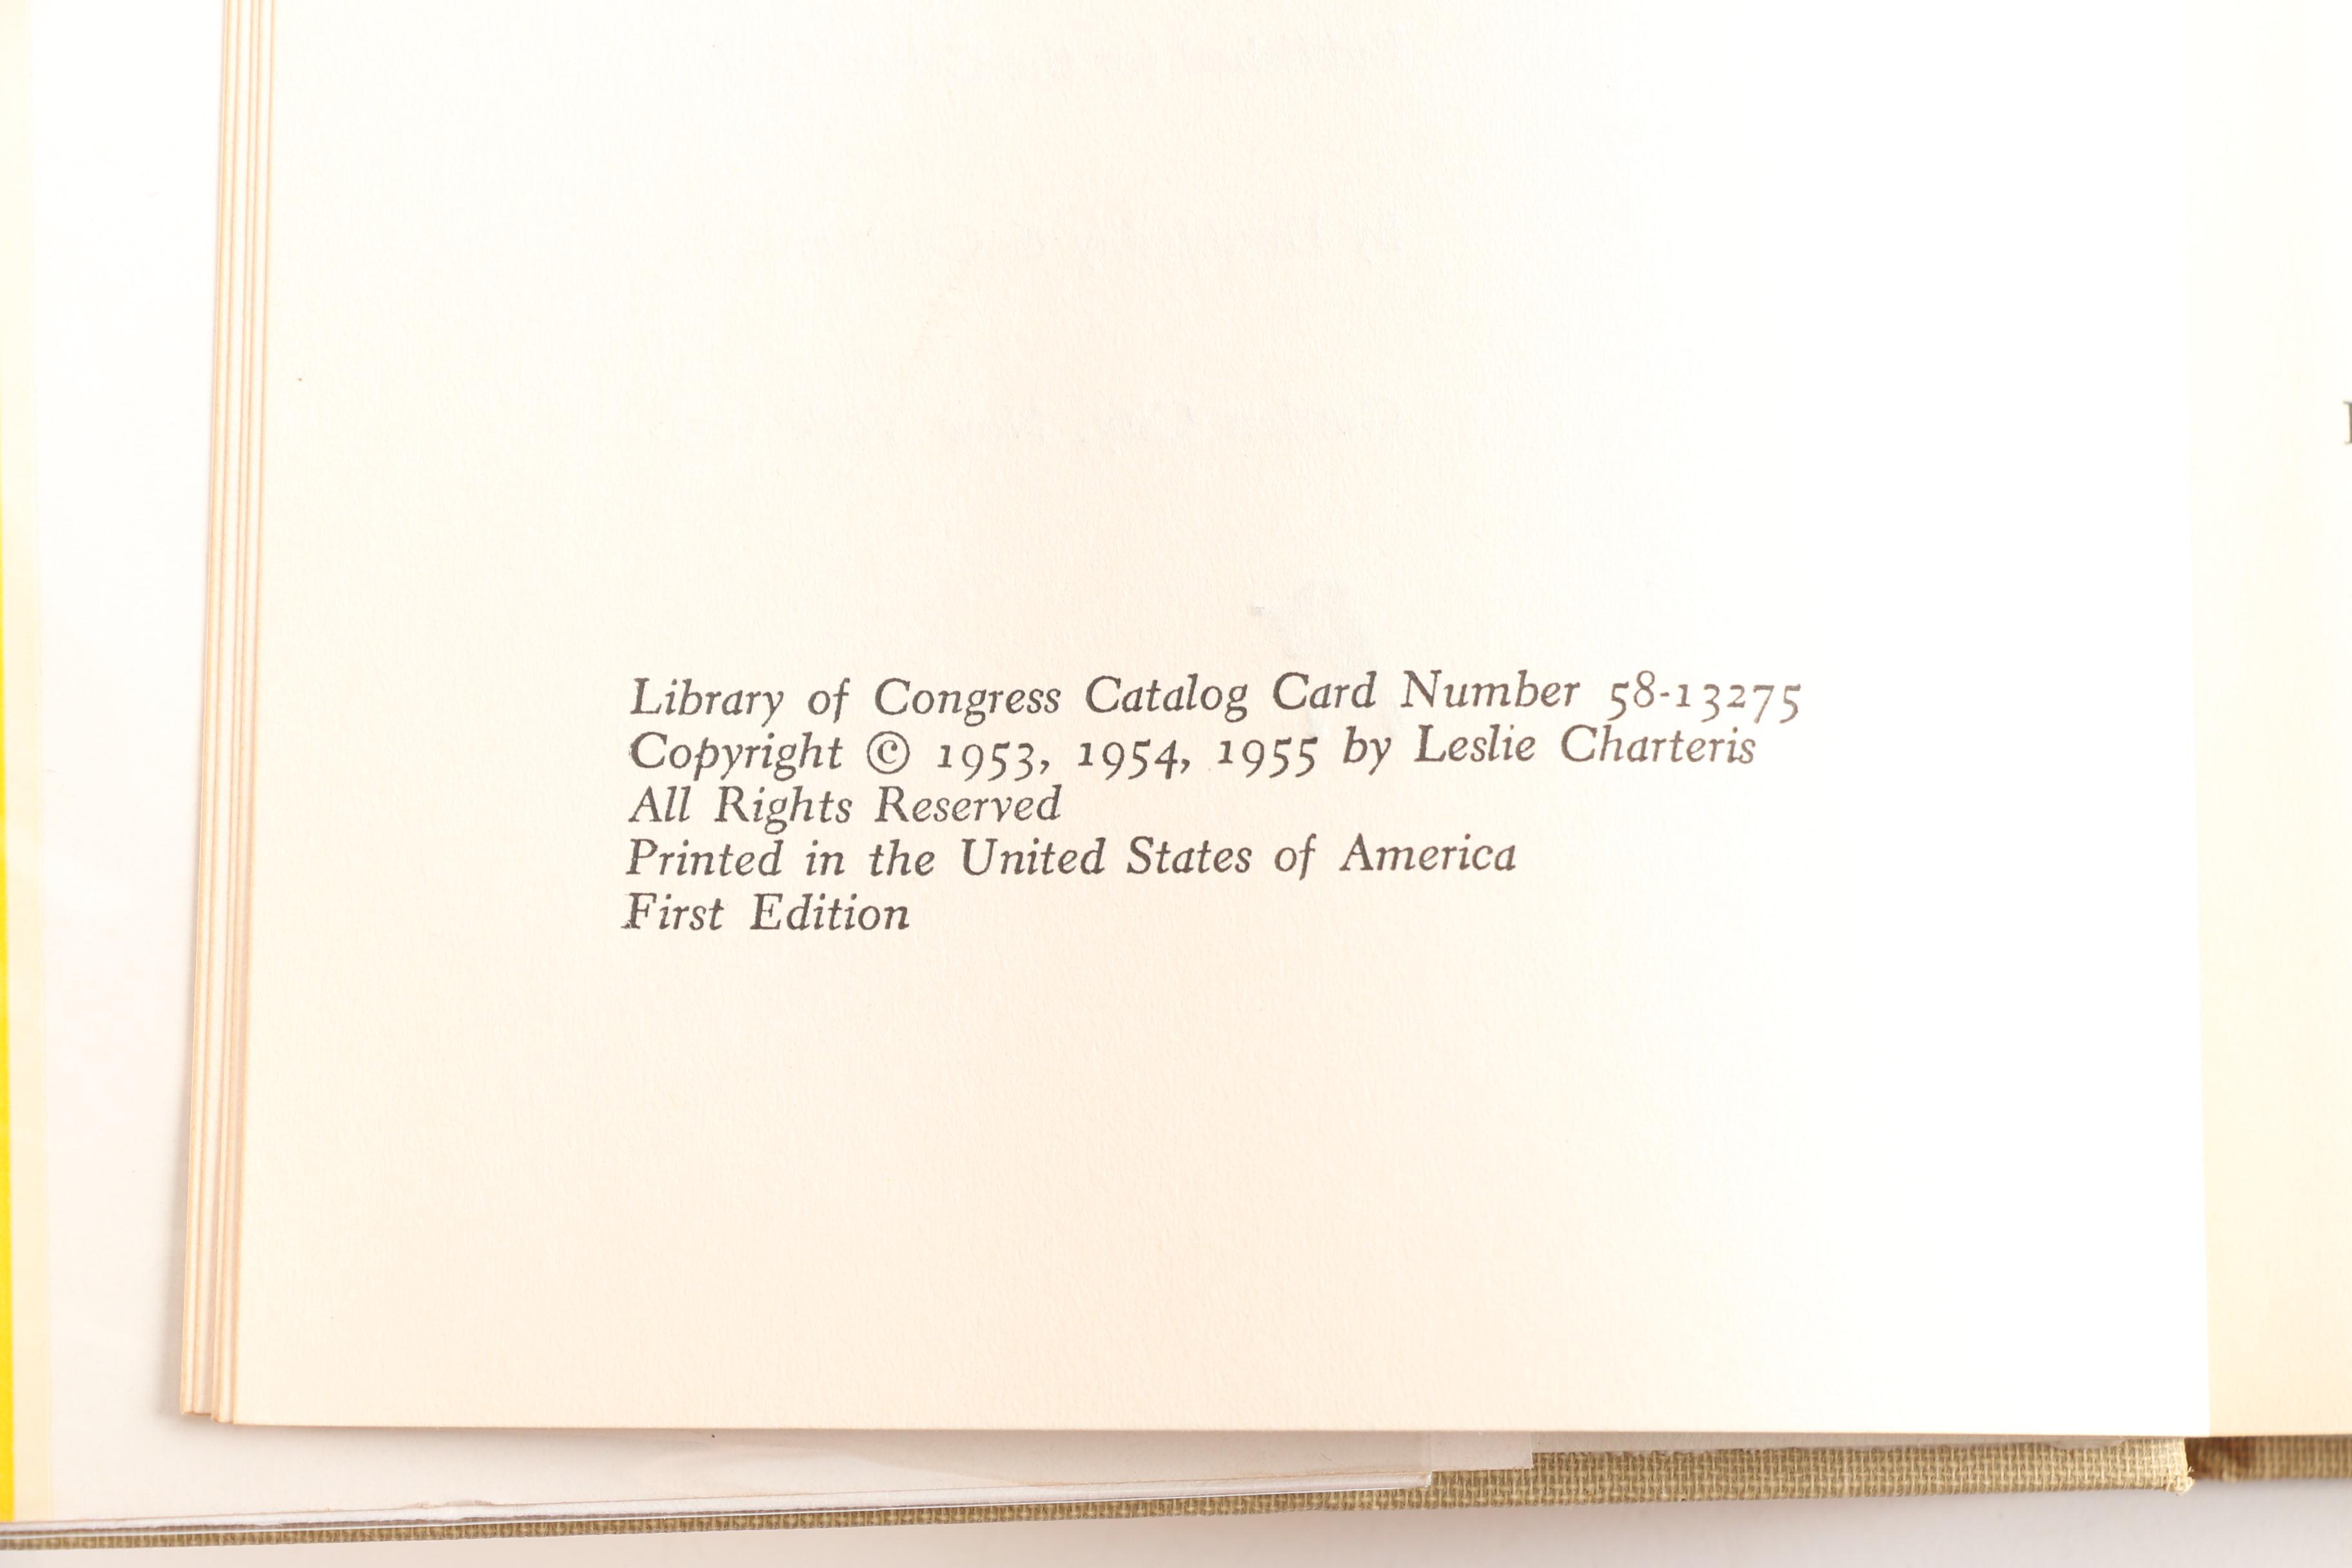 Library of Congress Catalog Card Number 58-13275
Copyright © 1953, 1954, 1955 by Leslie Charteris
All Rights Reserved
Printed in the United States of America
First Edition